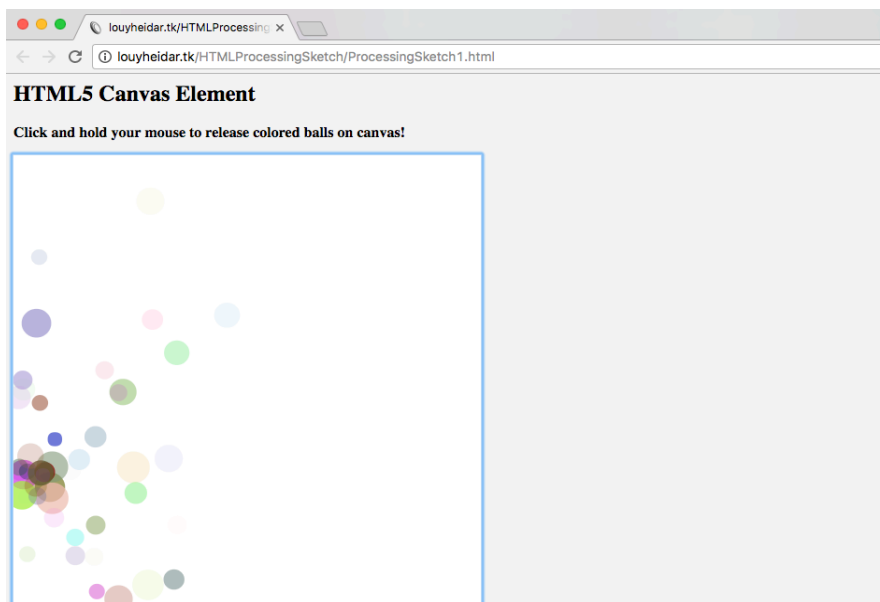 louyheidar.tk/HTMLProcessing
louyheidar.tk/HTMLProcessingSketch/ProcessingSketch1.html
HTML5 Canvas Element
Click and hold your mouse to release colored balls on canvas!